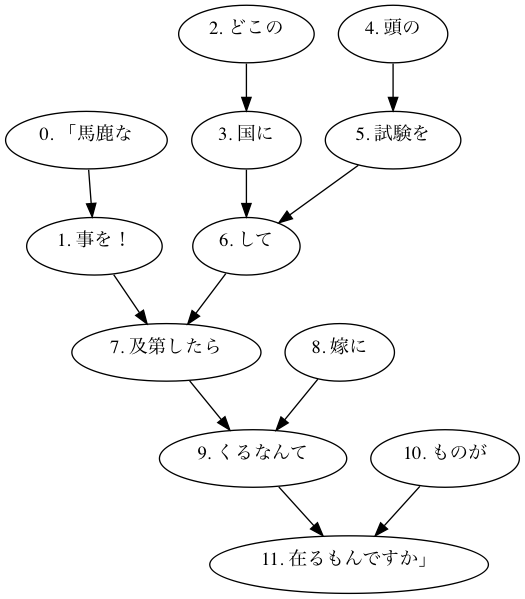 2. どこの
4. 頭の
0. 「馬鹿な
3. 国に
5. 試験を
1. 事を！
6. して
7. 及第したら
8. 嫁に
9. くるなんて
10. ものが
11. 在るもんですか」